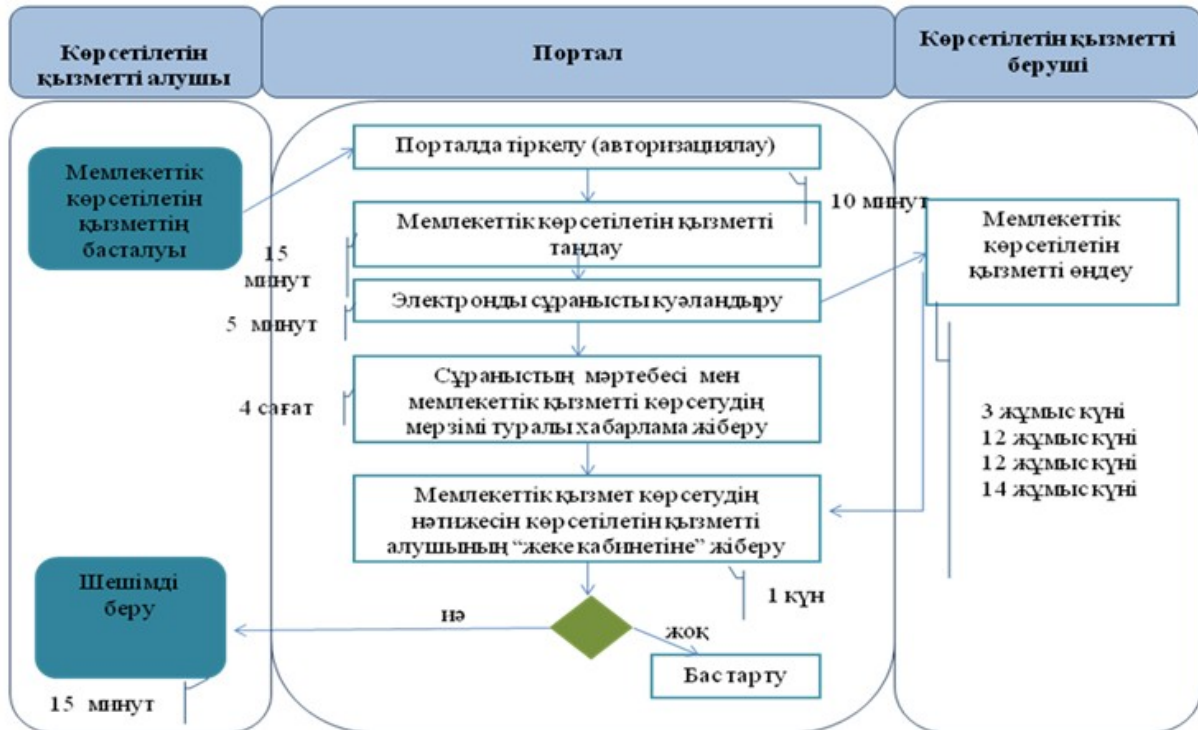 Көрсетілетін
қызметті алушы
Портал
Көрсетілетін қызметті
беруші
Мемлекеттік
көрсетілетін
қызметтің
басталуы
Порталда тіркелу (авторизациялау)
10 минут
Мемлекеттік көрсетілетін қызметті
таңдау
15
минут
Электронды сұранысты куәландыру
5 минут
Мемлекеттік
көрсетілетін
қызметті өңдеу
Сұраныстың мәртебесі мен
мемлекеттік қызметті көрсетудің
мерзімі туралы хабарлама жіберу
4 сағат
3 жұмыс күні
12 жұмыс күні
12 жұмыс күні
14 жұмыс күні
Мемлекеттік қызмет көрсетудің
нәтижесін көрсетілетін қызметті
алушының “жеке кабинетіне” жіберу
1 күн
Шешімді
беру
15 минут
нә
жоқ
Бас тарту